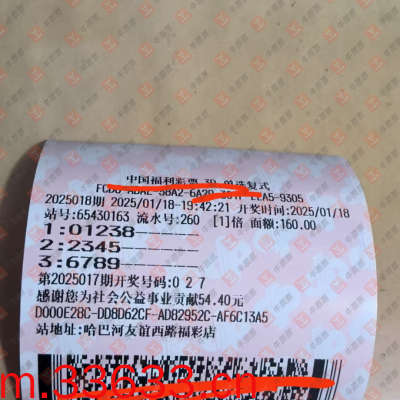 中国福利彩票 3D 单选复式
2025018期 2025/01/18-19:42:21 开奖时间:2025/01/18
站号:65430163 流水号:260 [1]倍 面额:160.00
1:01238
2:2345
3:6789
第2025017期开奖号码:0 2 7
感谢您为社会公益事业贡献54.40元
D000E28C-DD8D62CF-AD82952C-AF6C13A5
站地址:哈巴河友谊西路福彩店
m.33633.cn